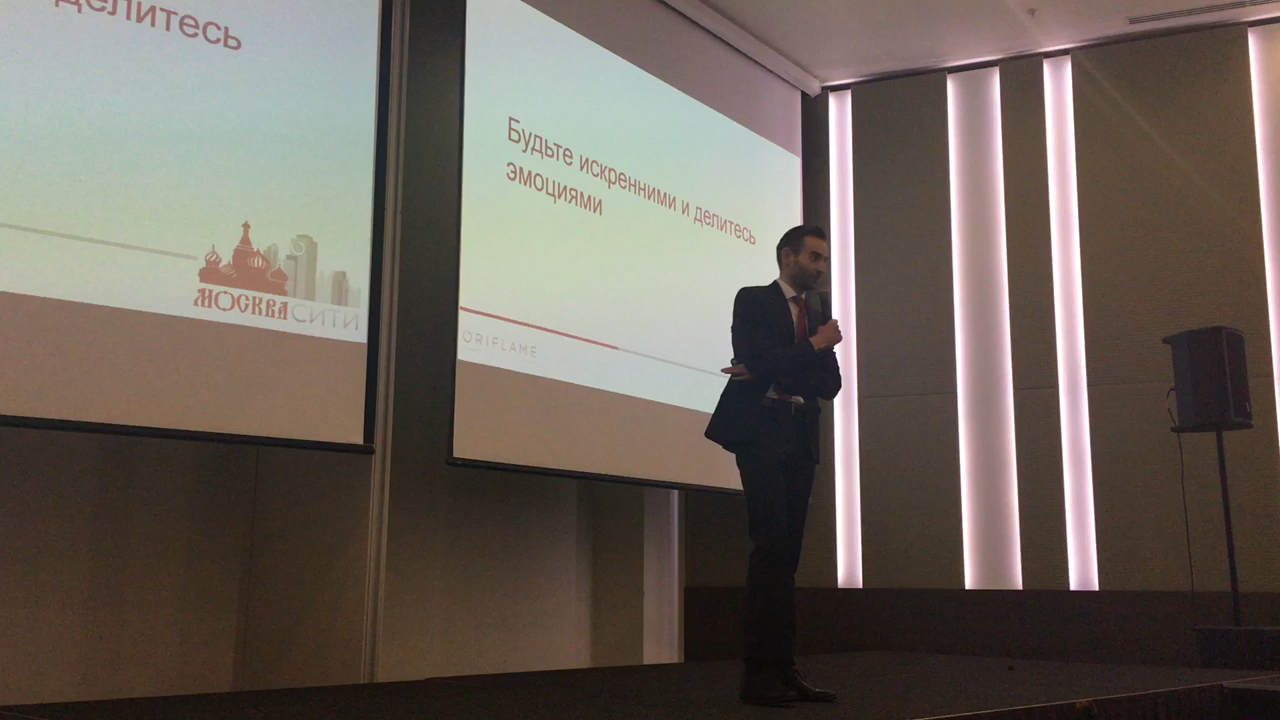 делитесь
МОСКВА СИТИ
Будьте искренними и делитесь
эмоциями
ORIFLAME